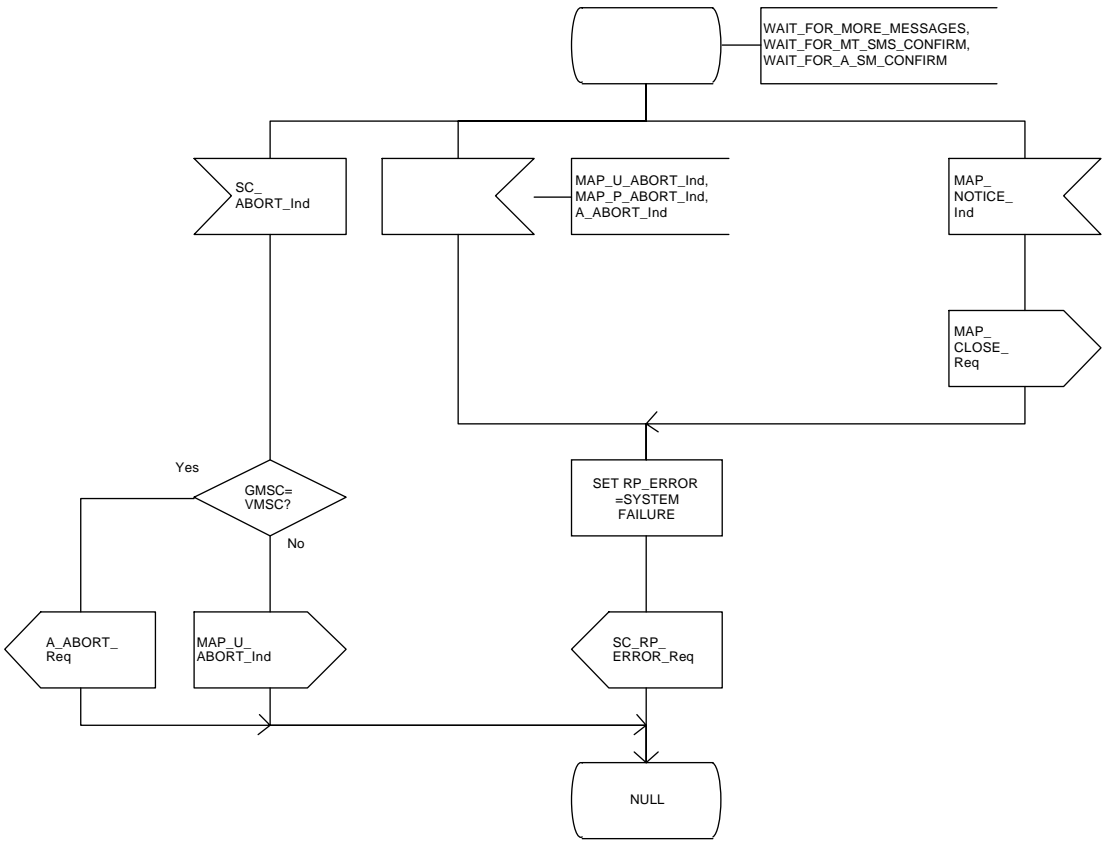 WAIT_FOR_MORE_MESSAGES,
WAIT_FOR_MT_SMS_CONFIRM,
WAIT_FOR_A_SM_CONFIRM
SC_
ABORT_Ind
MAP_U_ABORT_Ind,
MAP_P_ABORT_Ind,
A_ABORT_Ind
MAP_
NOTICE_
Ind
MAP_
CLOSE_
Req
Yes
GMSC=
VMSC?
No
SET RP_ERROR
=SYSTEM
FAILURE
A_ABORT_
Req
MAP_U_
ABORT_Ind
SC_RP_
ERROR_Req
NULL